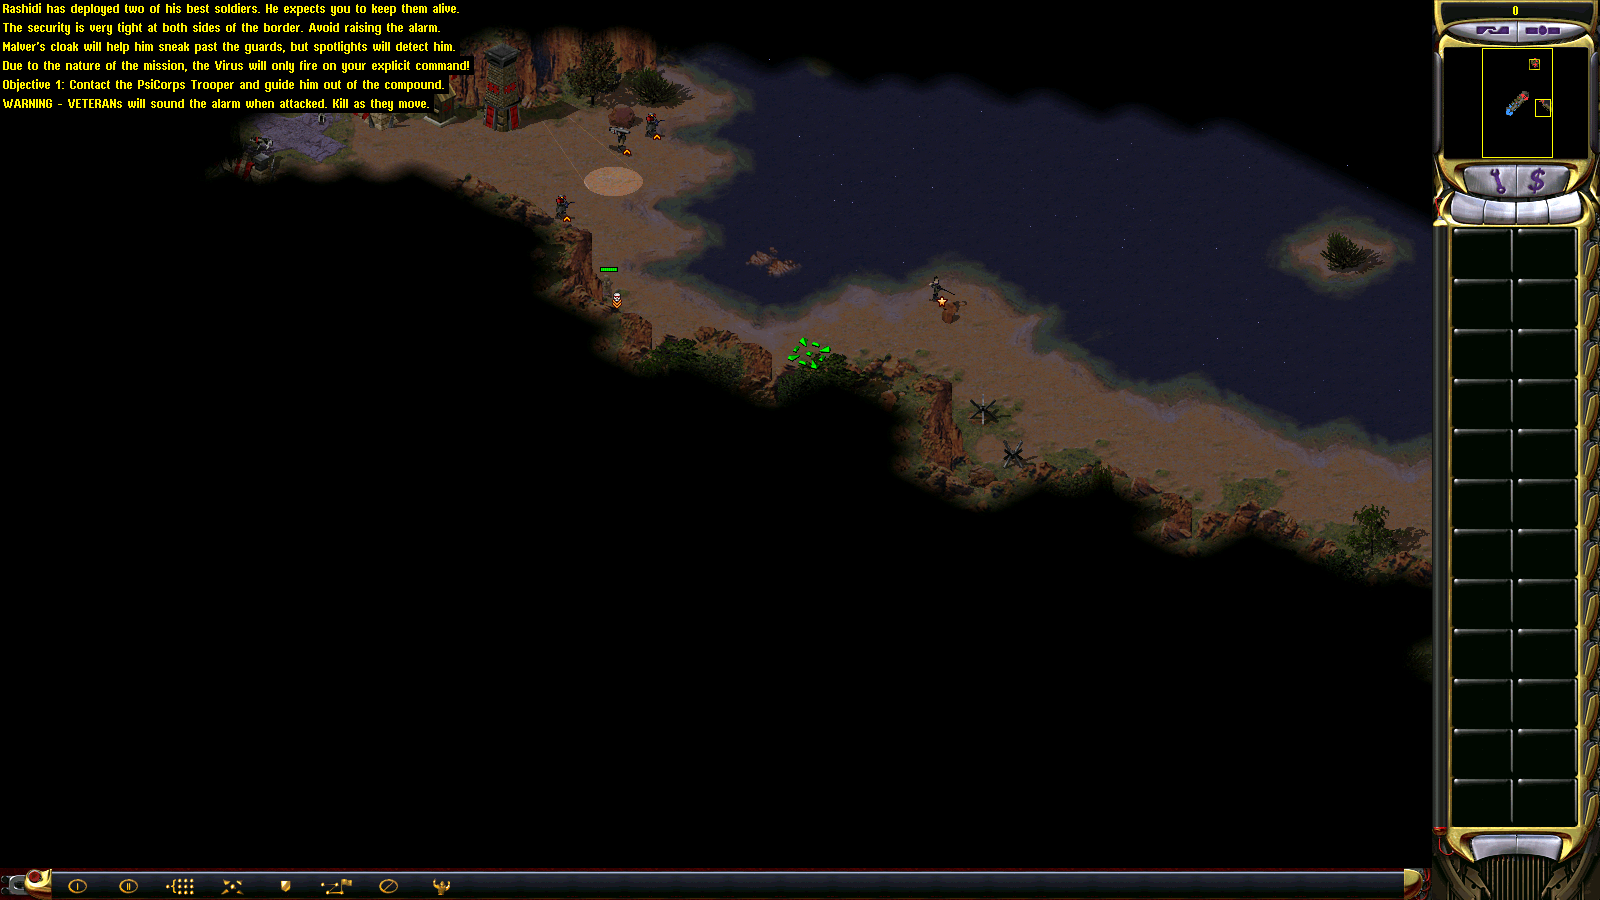 Rashidi has deployed two of his best soldiers. He expects you to keep them alive.
The security is very tight at both sides of the border. Avoid raising the alarm.
Malver's cloak will help him sneak past the guards, but spotlights will detect him.
Due to the nature of the mission, the Virus will only fire on your explicit command!
Objective 1: Contact the PsiCorps Trooper and guide him out of the compound.
WARNING - VETERANs will sound the alarm when attacked. Kill as they move.
0
$
I
II